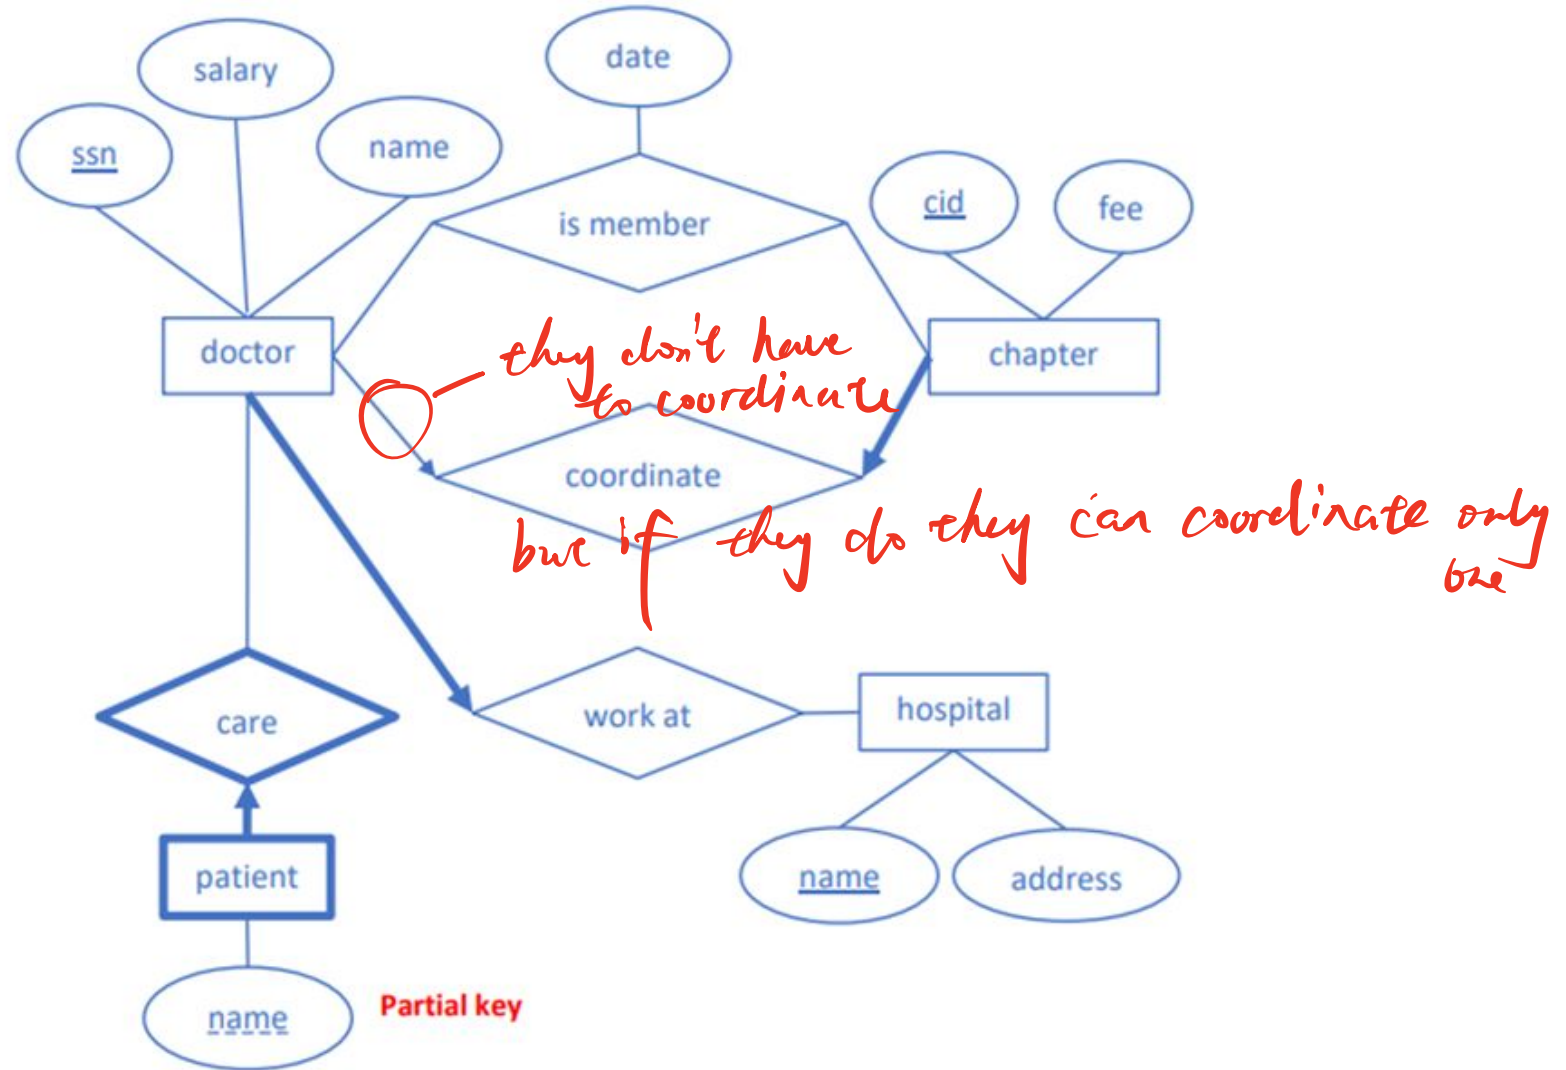 date
salary
name
ssn
cid
fee
is member
they don't have
to coordinate
doctor
chapter
coordinate
but if they do they can coordinate only
one
care
work at
hospital
patient
name
address
name
Partial key